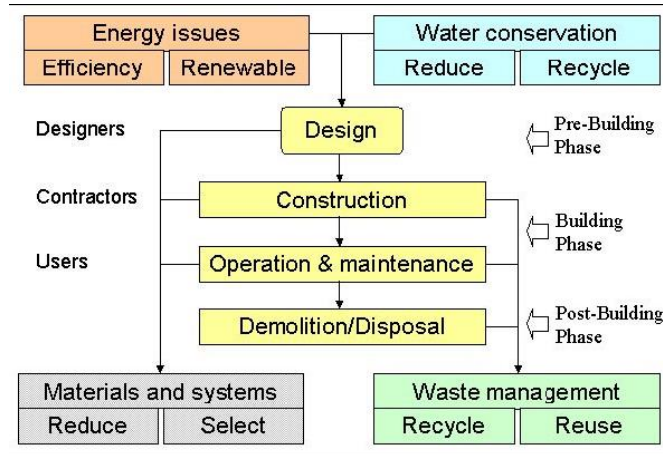 Energy issues
Water conservation
Efficiency
Renewable
Reduce
Recycle
Designers
Design
Pre-Building
Phase
Contractors
Construction
Building
Phase
Users
Operation & maintenance
Demolition/Disposal
Post-Building
Phase
Materials and systems
Waste management
Reduce
Select
Recycle
Reuse